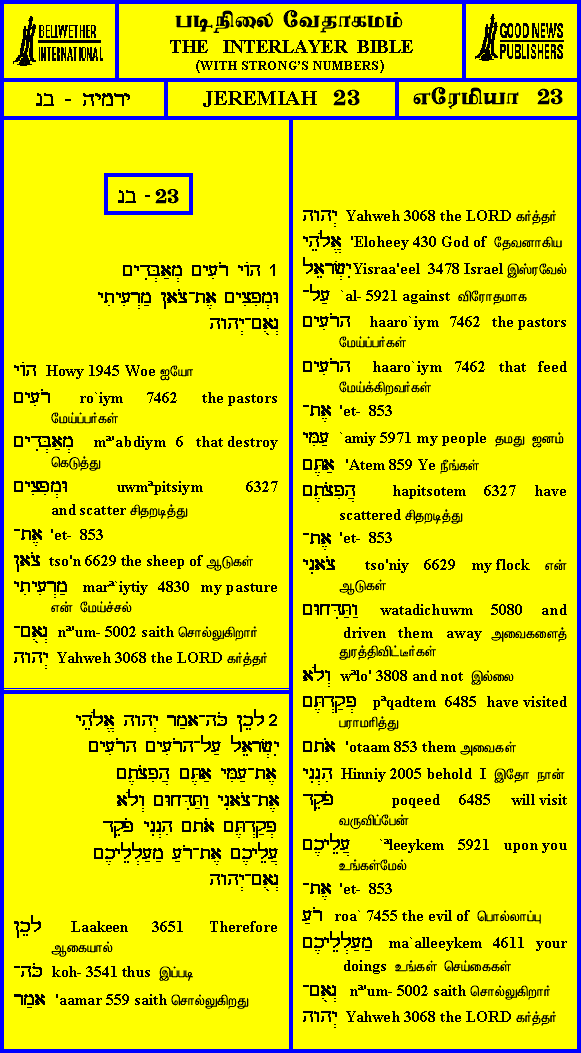 BELLWETHER
INTERNATIONAL
படிநிலை வேதாகமம்
THE INTERLAYER BIBLE
(WITH STRONG'S NUMBERS)
GOOD NEWS
PUBLISHERS
ירמיה - בנ
JEREMIAH 23
எரேமியா 23
בנ - 23
1 הוֹי רֹעִים מְאַבְּדִים
וּמְפִצִים אֶת־צֹאן מַרְעִיתִי
נְאֻם־יְהוָה
הוֹי Howy 1945 Woe ஐயோ
רֹעִים ro`iym 7462 the pastors
மேய்ப்பர்கள்
מְאַבְּדִים mª'abdiym 6 that destroy
கெடுத்து
וּמְפִצִים uwmªpitsiym 6327
and scatter சிதறடித்து
אֶת־ 'et- 853
צֹאן tso'n 6629 the sheep of ஆடுகள்
מַרְעִיתִי marª`iytiy 4830 my pasture
என் மேய்ச்சல்
נְאֻם־ nª'um- 5002 saith சொல்லுகிறார்
יְהוָה Yahweh 3068 the LORD கர்த்தர்
2 לָכֵן כֹּה־אָמַר יְהוָה אֱלֹהֵי
יִשְׂרָאֵל עַל־הָרֹעִים הָרֹעִים
אֶת־עַמִּי אַתֶּם הֲפִצֹתֶם
אֶת־צֹאנִי וַתַּדִּחוּם וְלֹא
פְקַדְתֶּם אֹתָם הִנְנִי פֹקֵד
עֲלֵיכֶם אֶת־רֹעַ מַעַלְלֵיכֶם
נְאֻם־יְהוָה
לָכֵן Laakeen 3651 Therefore
ஆகையால்
כֹּה־ koh- 3541 thus இப்படி
אָמַר 'aamar 559 saith சொல்லுகிறது
יְהוָה Yahweh 3068 the LORD கர்த்தர்
אֱלֹהֵי 'Eloheey 430 God of தேவனாகிய
יִשְׂרָאֵל Yisraa'eel 3478 Israel இஸ்ரவேல்
עַל־ `al- 5921 against விரோதமாக
הָרֹעִים haaro`iym 7462 the pastors
மேய்ப்பர்கள்
הָרֹעִים haaro`iym 7462 that feed
மேய்க்கிறவர்கள்
אֶת־ 'et- 853
עַמִּי `amiy 5971 my people தமது ஜனம்
אַתֶּם 'Atem 859 Ye நீங்கள்
הֲפִצֹתֶם hapitsotem 6327 have
scattered சிதறடித்து
אֶת־ 'et- 853
צֹאנִי tso'niy 6629 my flock என்
ஆடுகள்
וַתַּדִּחוּם watadichuwm 5080 and
driven them away அவைகளைத்
துரத்திவிட்டீர்கள்
וְלֹא wªlo' 3808 and not இல்லை
פְקַדְתֶּם pªqadtem 6485 have visited
பராமரித்து
אֹתָם 'otaam 853 them அவைகள்
הִנְנִי Hinniy 2005 behold I இதோ நான்
פֹקֵד poqeed 6485 will visit
வருவிப்பேன்
עֲלֵיכֶם `ªleeykem 5921 upon you
உங்கள்மேல்
אֶת־ 'et- 853
רֹעַ roa` 7455 the evil of பொல்லாப்பு
מַעַלְלֵיכֶם ma`alleeykem 4611 your
doings உங்கள் செய்கைகள்
נְאֻם־ nª'um- 5002 saith சொல்லுகிறார்
יְהוָה Yahweh 3068 the LORD கர்த்தர்